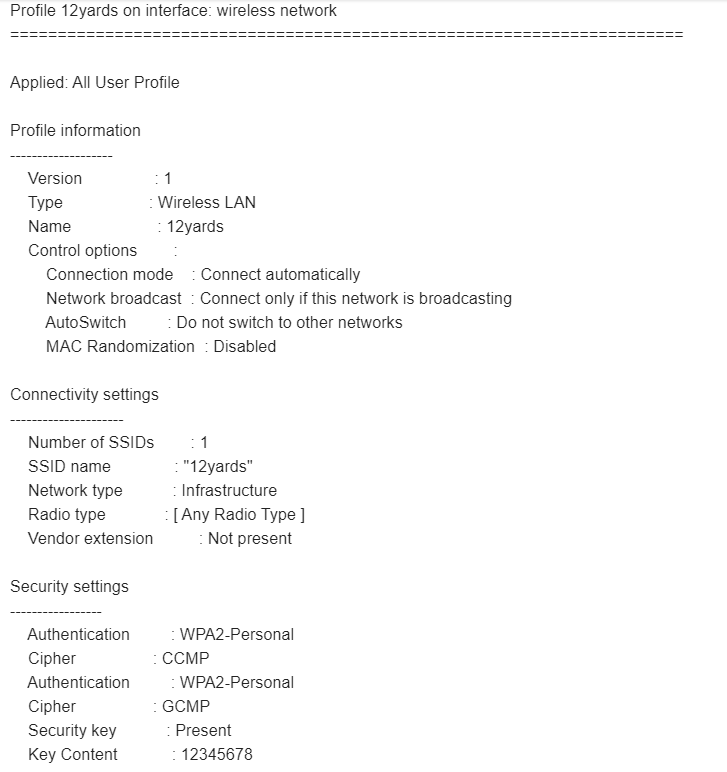 Profile 12yards on interface: wireless network
=======================================================================
Applied: All User Profile
Profile information
-------------------
Version : 1
Type : Wireless LAN
Name : 12yards
Control options :
Connection mode : Connect automatically
Network broadcast : Connect only if this network is broadcasting
AutoSwitch : Do not switch to other networks
MAC Randomization : Disabled
Connectivity settings
---------------------
Number of SSIDs : 1
SSID name : "12yards"
Network type : Infrastructure
Radio type : [ Any Radio Type ]
Vendor extension : Not present
Security settings
-----------------
Authentication : WPA2-Personal
Cipher : CCMP
Authentication : WPA2-Personal
Cipher : GCMP
Security key : Present
Key Content : 12345678